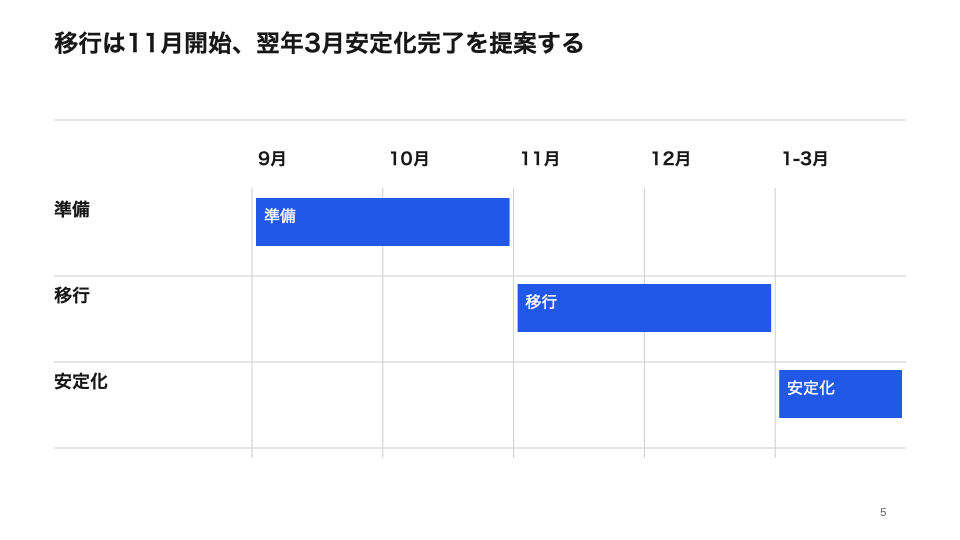 移行は11月開始、翌年3月安定化完了を提案する
9月 10月 11月 12月 1-3月
準備
準備
移行
移行
安定化
安定化
5